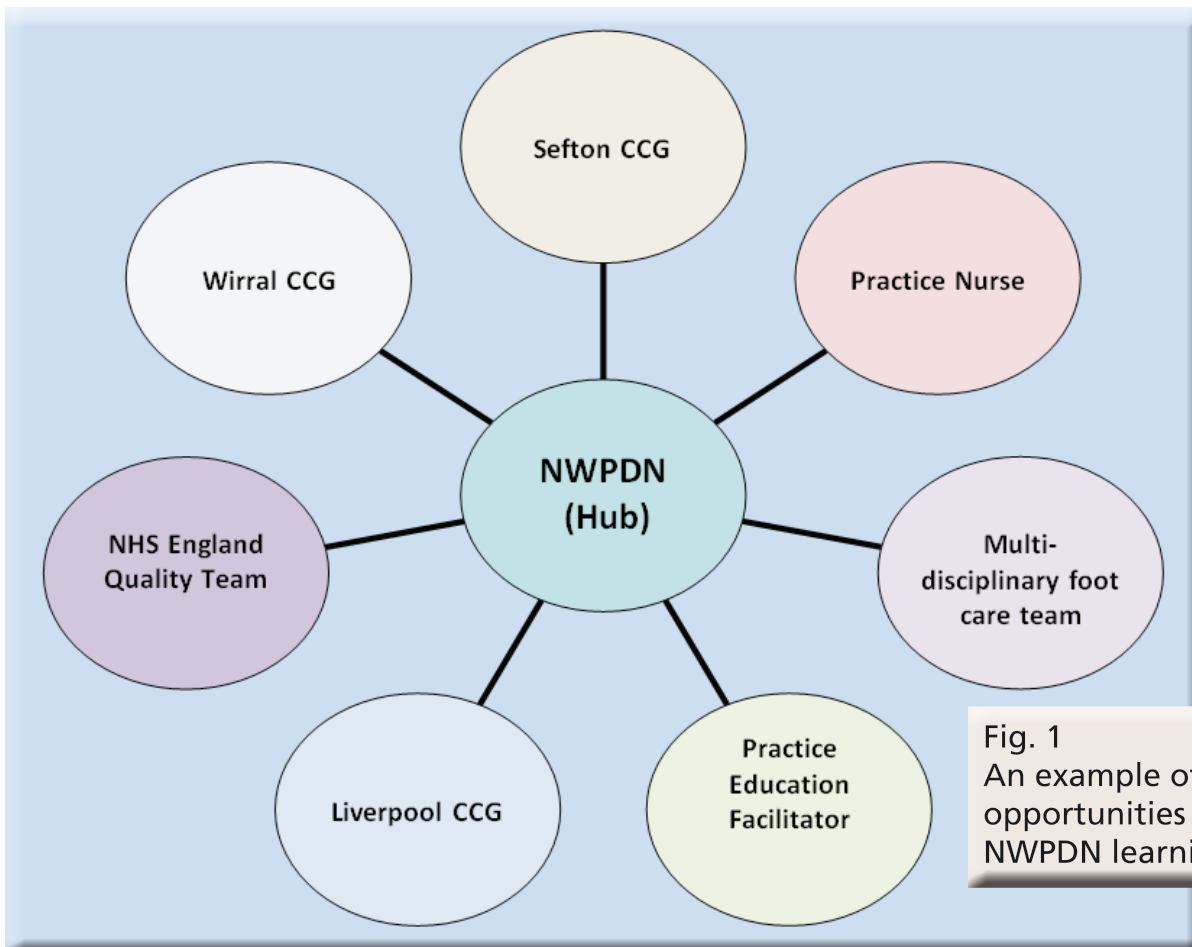 Sefton CCG
Wirral CCG
Practice Nurse
NWPDN
(Hub)
NHS England
Quality Team
Multi-
disciplinary foot
care team
Liverpool CCG
Practice
Education
Facilitator
Fig. 1
An example of
opportunities
NWPDN